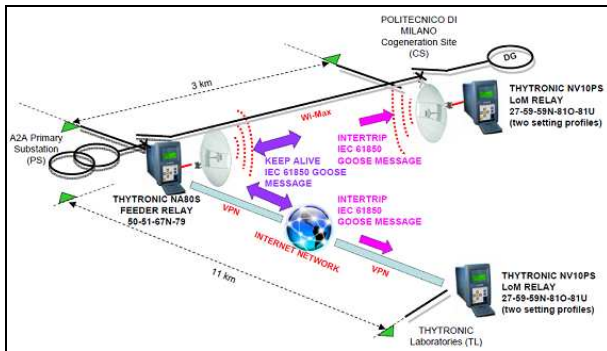 POLITECNICO DI
MILANO
Cogeneration Site
(CS)
DG
3 km
THYTRONIC NV10PS
LoM RELAY
27-59-59N-81O-81U
(two setting profiles)
Wi-Max
A2A Primary
Substation
(PS)
INTERTRIP
IEC 61850
GOOSE MESSAGE
KEEP ALIVE
IEC 61850 GOOSE
MESSAGE
THYTRONIC NA80S
FEEDER RELAY
50-51-67N-79
VPN
INTERTRIP
IEC 61850
GOOSE MESSAGE
INTERNET NETWORK
VPN
11 km
THYTRONIC NV10PS
LoM RELAY
27-59-59N-81O-81U
(two setting profiles)
THYTRONIC
Laboratories (TL)